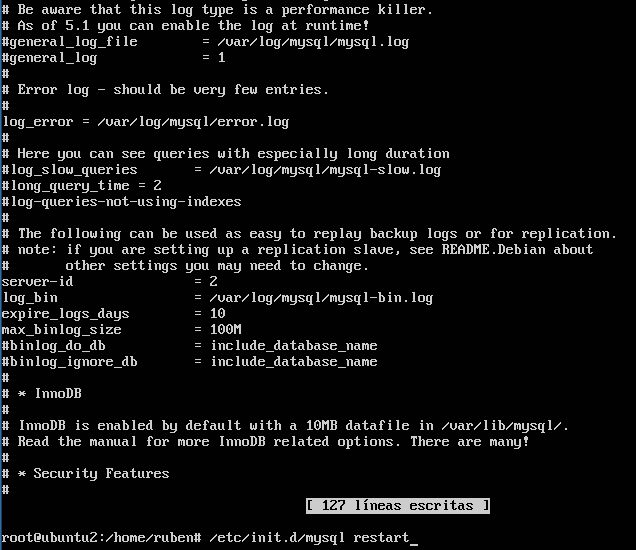 # Be aware that this log type is a performance killer.
# As of 5.1 you can enable the log at runtime!
#general_log_file        = /var/log/mysql/mysql.log
#general_log             = 1
#
# Error log - should be very few entries.
#
log_error = /var/log/mysql/error.log
#
# Here you can see queries with especially long duration
#log_slow_queries       = /var/log/mysql/mysql-slow.log
#long_query_time = 2
#log-queries-not-using-indexes
#
# The following can be used as easy to replay backup logs or for replication.
# note: if you are setting up a replication slave, see README.Debian about
#       other settings you may need to change.
server-id               = 2
log_bin                 = /var/log/mysql/mysql-bin.log
expire_logs_days        = 10
max_binlog_size         = 100M
#binlog_do_db           = include_database_name
#binlog_ignore_db       = include_database_name
#
# * InnoDB
#
# InnoDB is enabled by default with a 10MB datafile in /var/lib/mysql/.
# Read the manual for more InnoDB related options. There are many!
#
# * Security Features
#
[ 127 líneas escritas ]
root@ubuntu2:/home/ruben# /etc/init.d/mysql restart_